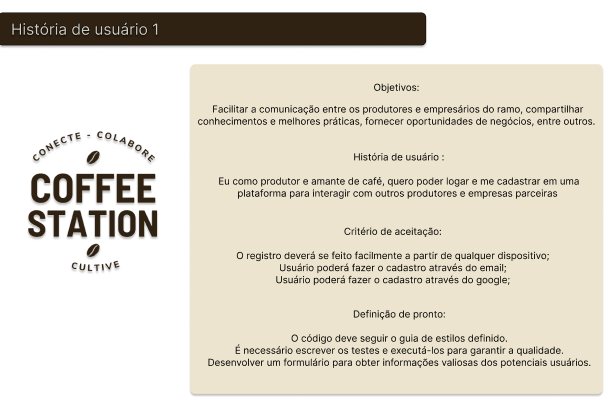 História de usuário 1
CONECTE - COLABORE
COFFEE
STATION
CULTIVE
Objetivos:
Facilitar a comunicação entre os produtores e empresários do ramo, compartilhar
conhecimentos e melhores práticas, fornecer oportunidades de negócios, entre outros.
História de usuário :
Eu como produtor e amante de café, quero poder logar e me cadastrar em uma
plataforma para interagir com outros produtores e empresas parceiras
Critério de aceitação:
O registro deverá se feito facilmente a partir de qualquer dispositivo;
Usuário poderá fazer o cadastro através do email;
Usuário poderá fazer o cadastro através do google;
Definição de pronto:
O código deve seguir o guia de estilos definido.
É necessário escrever os testes e executá-los para garantir a qualidade.
Desenvolver um formulário para obter informações valiosas dos potenciais usuários.